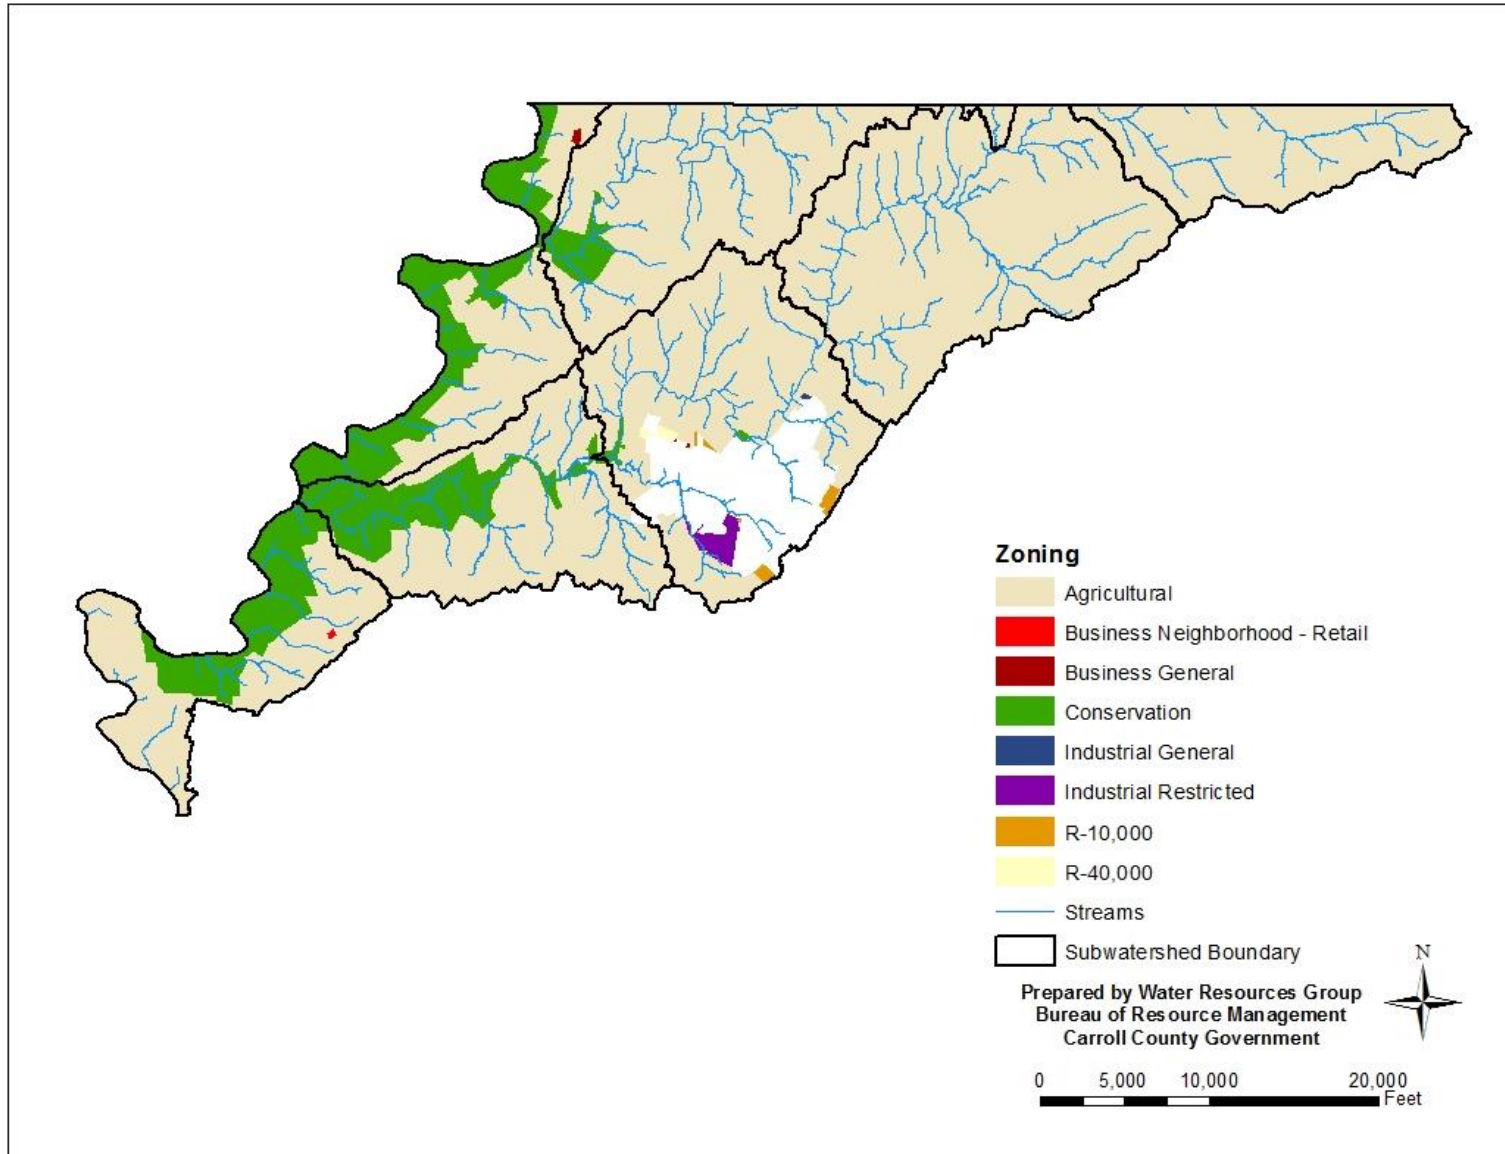 Zoning
Agricultural
Business Neighborhood - Retail
Business General
Conservation
Industrial General
Industrial Restricted
R-10,000
R-40,000
Streams
Subwatershed Boundary
N
Prepared by Water Resources Group
Bureau of Resource Management
Carroll County Government
0 5,000 10,000 20,000
Feet